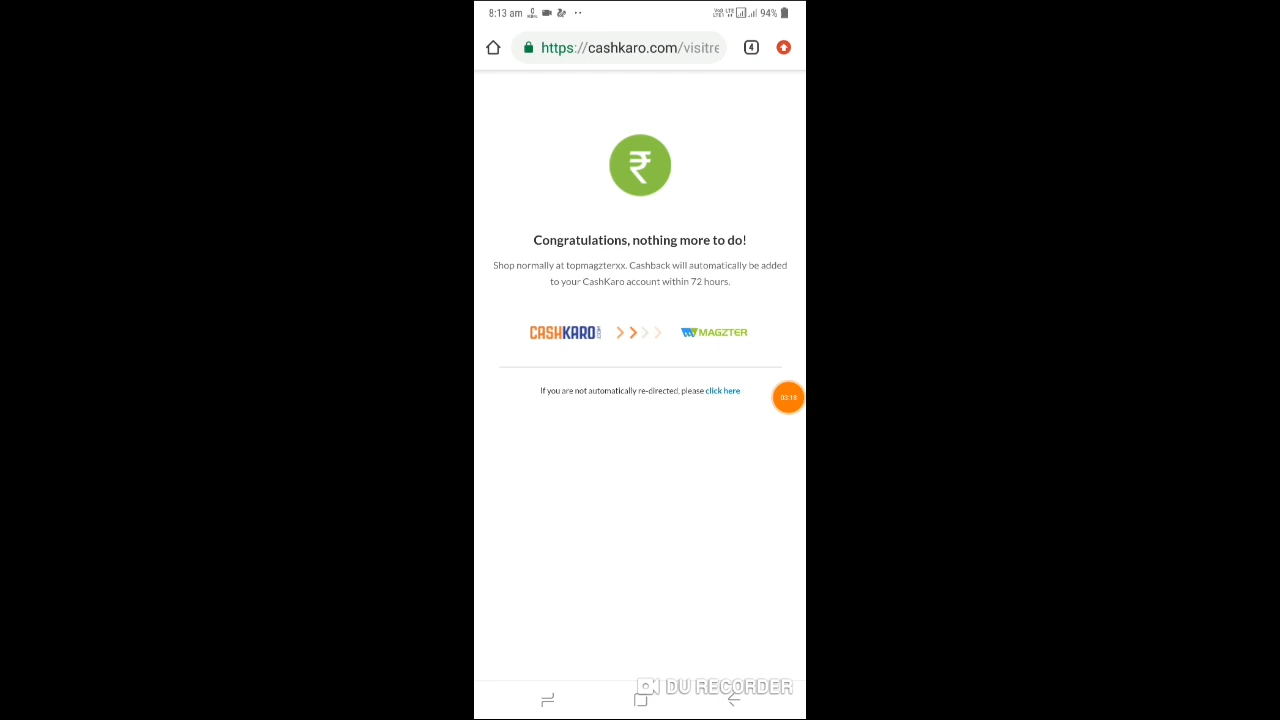 8:13 am
94%
https://cashkaro.com/visitre
4
₹
Congratulations, nothing more to do!
Shop normally at topmagzterxx. Cashback will automatically be added
to your CashKaro account within 72 hours.
CASHKARO.COM
MAGZTER
If you are not automatically re-directed, please click here
03:18
DU RECORDER